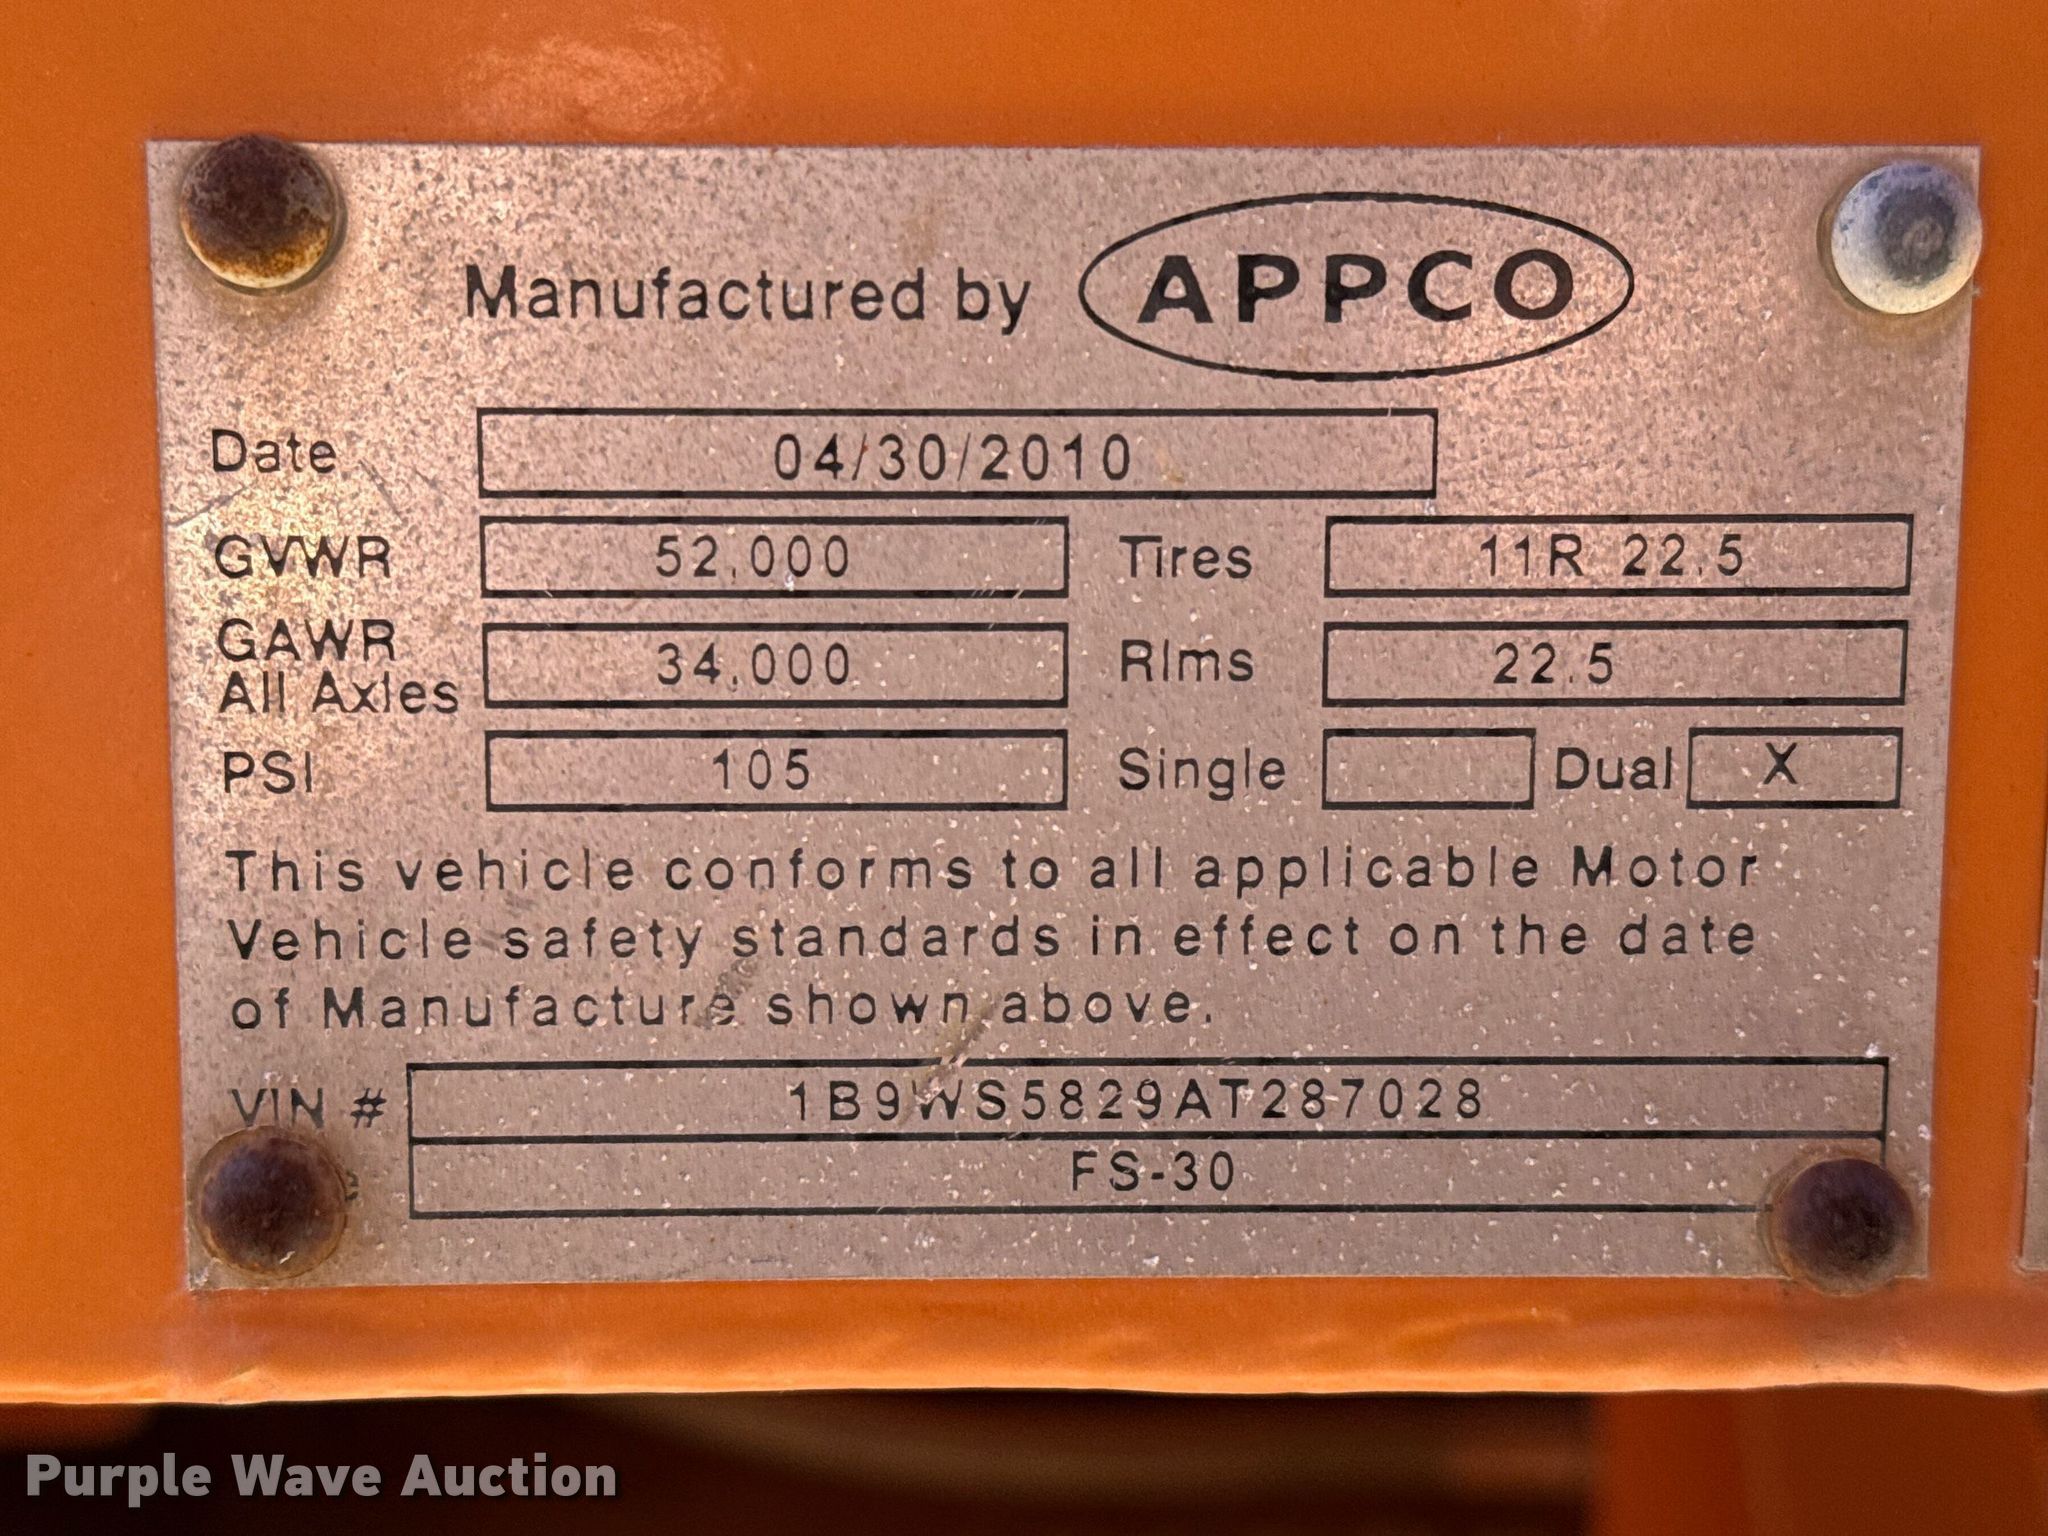 Manufactured by APPCO
Date 04/30/2010
GVWR 52,000 Tires 11R 22.5
GAWR
All Axles 34,000 RIms 22.5
PSI 105 Single Dual X
This vehicle conforms to all applicable Motor
Vehicle safety standards in effect on the date
of Manufacture shown above.
VIN # 1B9WS5829AT287028
FS-30
Purple Wave Auction